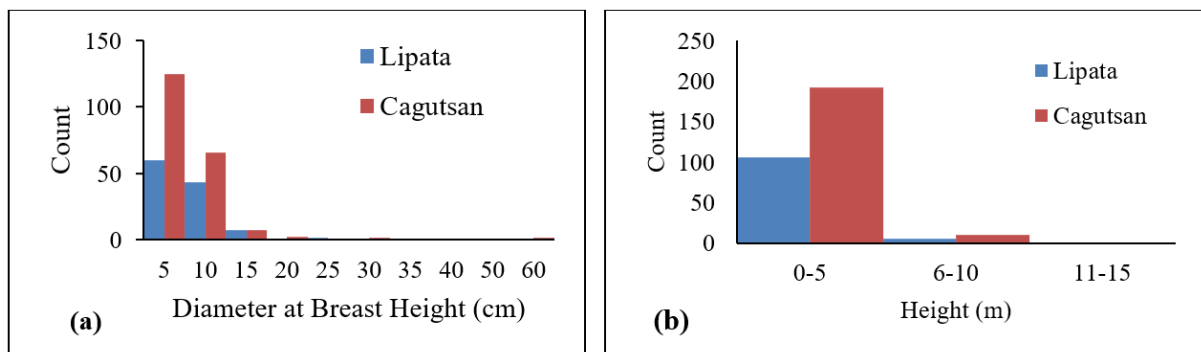 150
100
50
0
Count
Lipata
Cagutsan
5 10 15 20 25 30 35 40 50 60
Diameter at Breast Height (cm)
(a)
250
200
150
100
50
0
Count
Lipata
Cagutsan
0-5 6-10 11-15
Height (m)
(b)